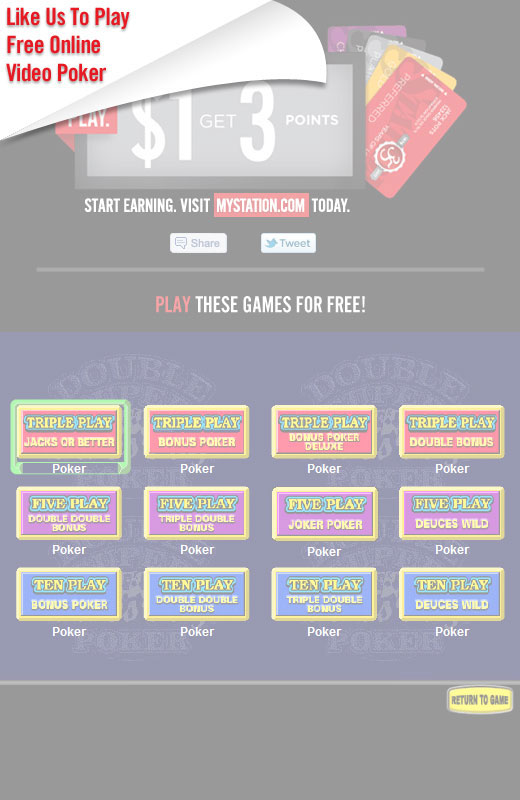 Like Us To Play
Free Online
Video Poker
PLAY.
$1 GET 3 POINTS
PREFERRED
START EARNING. VISIT MYSTATION.COM TODAY.
Share
Tweet
PLAY THESE GAMES FOR FREE!
TRIPLE PLAY
JACKS OR BETTER
Poker
TRIPLE PLAY
BONUS POKER
Poker
TRIPLE PLAY
BONUS POKER
DELUXE
Poker
TRIPLE PLAY
DOUBLE BONUS
Poker
FIVE PLAY
DOUBLE DOUBLE
BONUS
Poker
FIVE PLAY
TRIPLE DOUBLE
BONUS
Poker
FIVE PLAY
JOKER POKER
Poker
FIVE PLAY
DEUCES WILD
Poker
TEN PLAY
BONUS POKER
Poker
TEN PLAY
DOUBLE DOUBLE
BONUS
Poker
TEN PLAY
TRIPLE DOUBLE
BONUS
Poker
TEN PLAY
DEUCES WILD
Poker
RETURN TO GAME